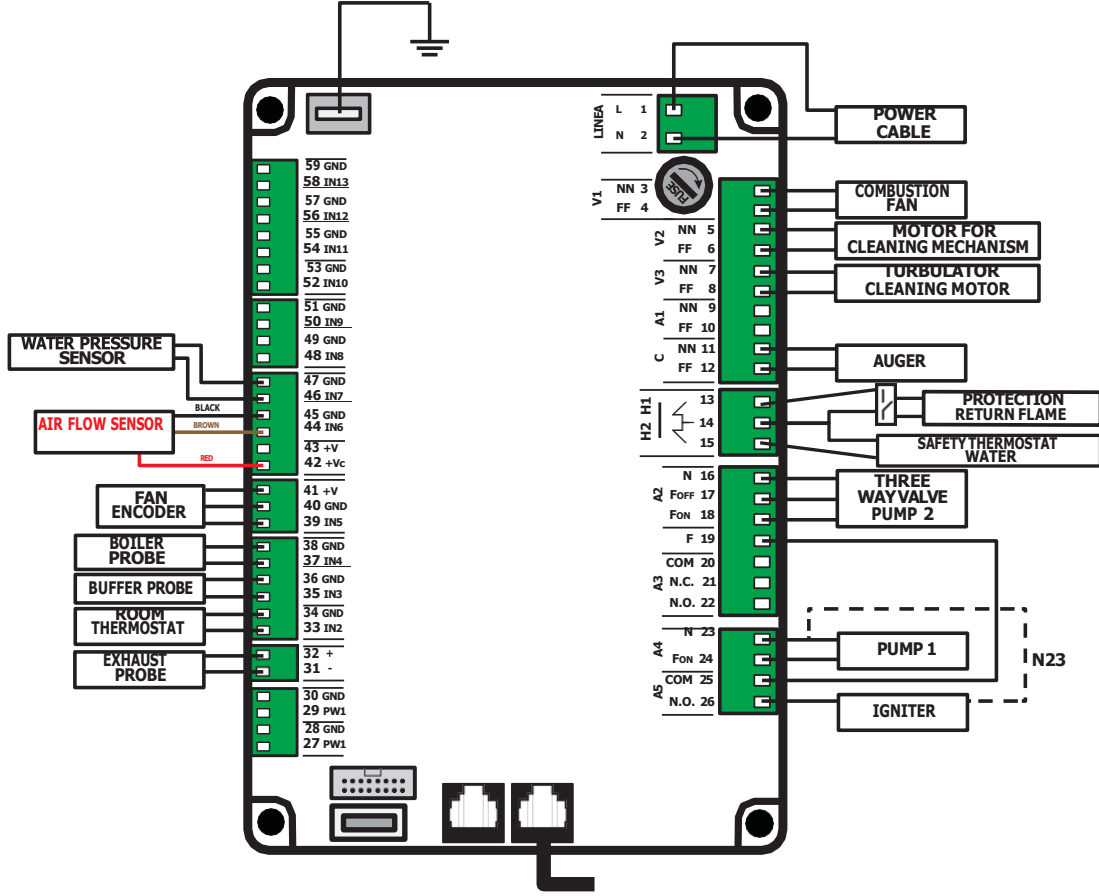 LINEA
L 1
N 2
POWER
CABLE
FUSE
V1
NN 3
FF 4
COMBUSTION
FAN
V2
NN 5
FF 6
MOTOR FOR
CLEANING MECHANISM
V3
NN 7
FF 8
TURBULATOR
CLEANING MOTOR
A1
NN 9
FF 10
C
NN 11
FF 12
AUGER
H2 H1
13
14
15
PROTECTION
RETURN FLAME
SAFETY THERMOSTAT
WATER
A2
N 16
FOFF 17
FON 18
THREE
WAY VALVE
PUMP 2
F 19
A3
COM 20
N.C. 21
N.O. 22
A4
N 23
FON 24
PUMP 1
N23
A5
COM 25
N.O. 26
IGNITER
59 GND
58 IN13
57 GND
56 IN12
55 GND
54 IN11
53 GND
52 IN10
51 GND
50 IN9
49 GND
48 IN8
WATER PRESSURE
SENSOR
47 GND
46 IN7
AIR FLOW SENSOR
BLACK
BROWN
RED
45 GND
44 IN6
43 +V
42 +Vc
FAN
ENCODER
41 +V
40 GND
39 IN5
BOILER
PROBE
38 GND
37 IN4
BUFFER PROBE
36 GND
35 IN3
ROOM
THERMOSTAT
34 GND
33 IN2
EXHAUST
PROBE
32 +
31 -
30 GND
29 PW1
28 GND
27 PW1